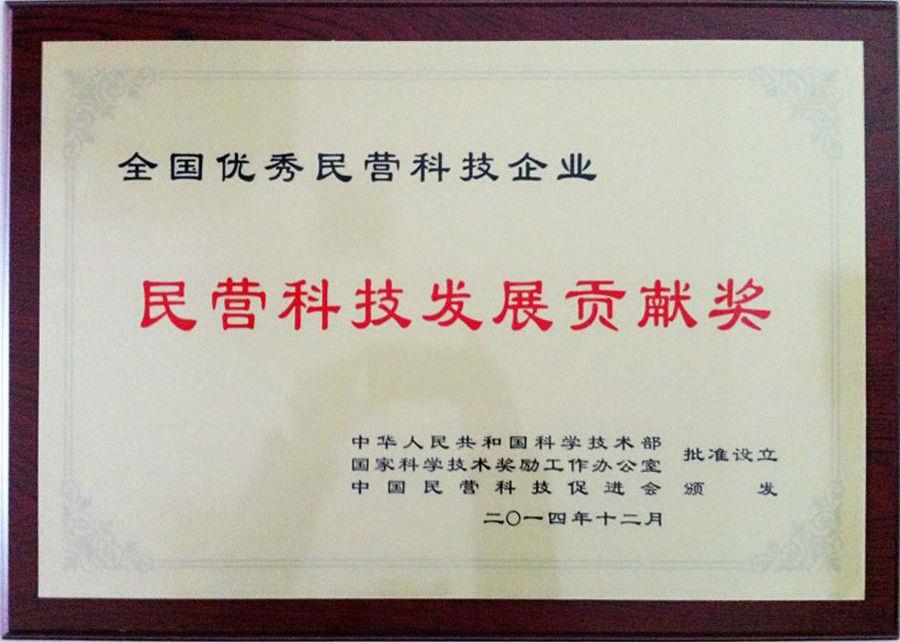 全国优秀民营科技企业
民营科技发展贡献奖
中华人民共和国科学技术部
国家科学技术奖励工作办公室 批准设立
中国民营科技促进会 颁发
二〇一四年十二月